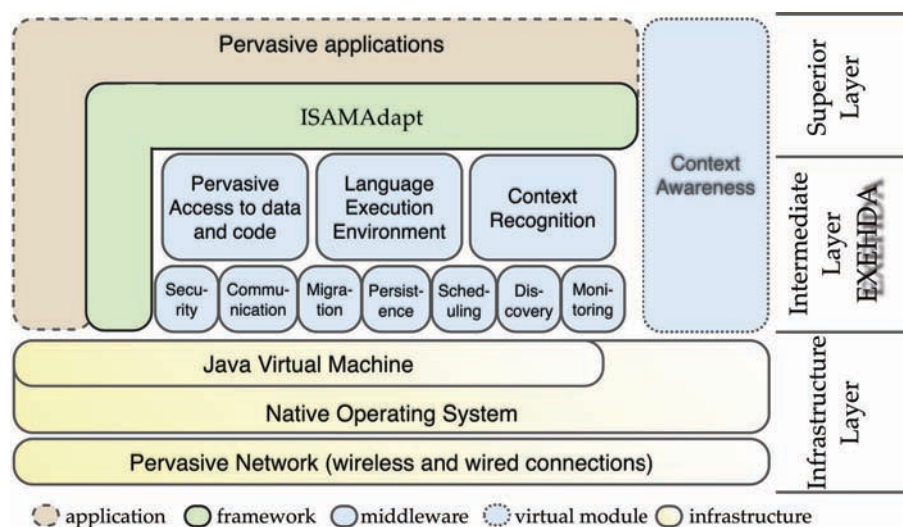 Pervasive applications
ISAMAdapt
Pervasive
Access to data
and code
Language
Execution
Environment
Context
Recognition
Secu-
rity
Commu-
nication
Migra-
tion
Persist-
ence
Sched-
uling
Dis-
covery
Moni-
toring
Context
Awareness
Java Virtual Machine
Native Operating System
Pervasive Network (wireless and wired connections)
Superior
Layer
Intermediate
Layer
EXEHDA
Infrastructure
Layer
application
framework
middleware
virtual module
infrastructure